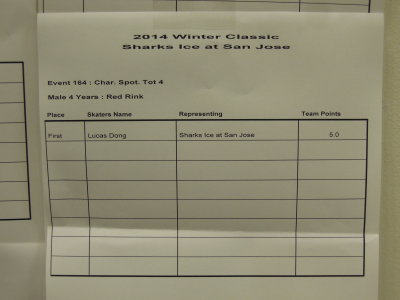 2014 Winter Classic
Sharks Ice at San Jose
Event 164 : Char. Spot. Tot 4
Male 4 Years : Red Rink
Place Skaters Name Representing Team Points
First Lucas Dong Sharks Ice at San Jose 5.0